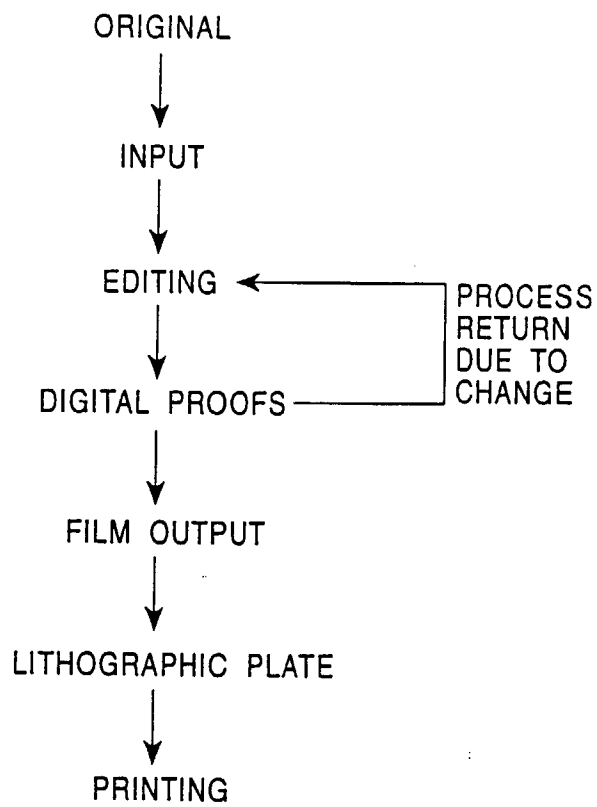 ORIGINAL
INPUT
EDITING
PROCESS
RETURN
DUE TO
CHANGE
DIGITAL PROOFS
FILM OUTPUT
LITHOGRAPHIC PLATE
PRINTING